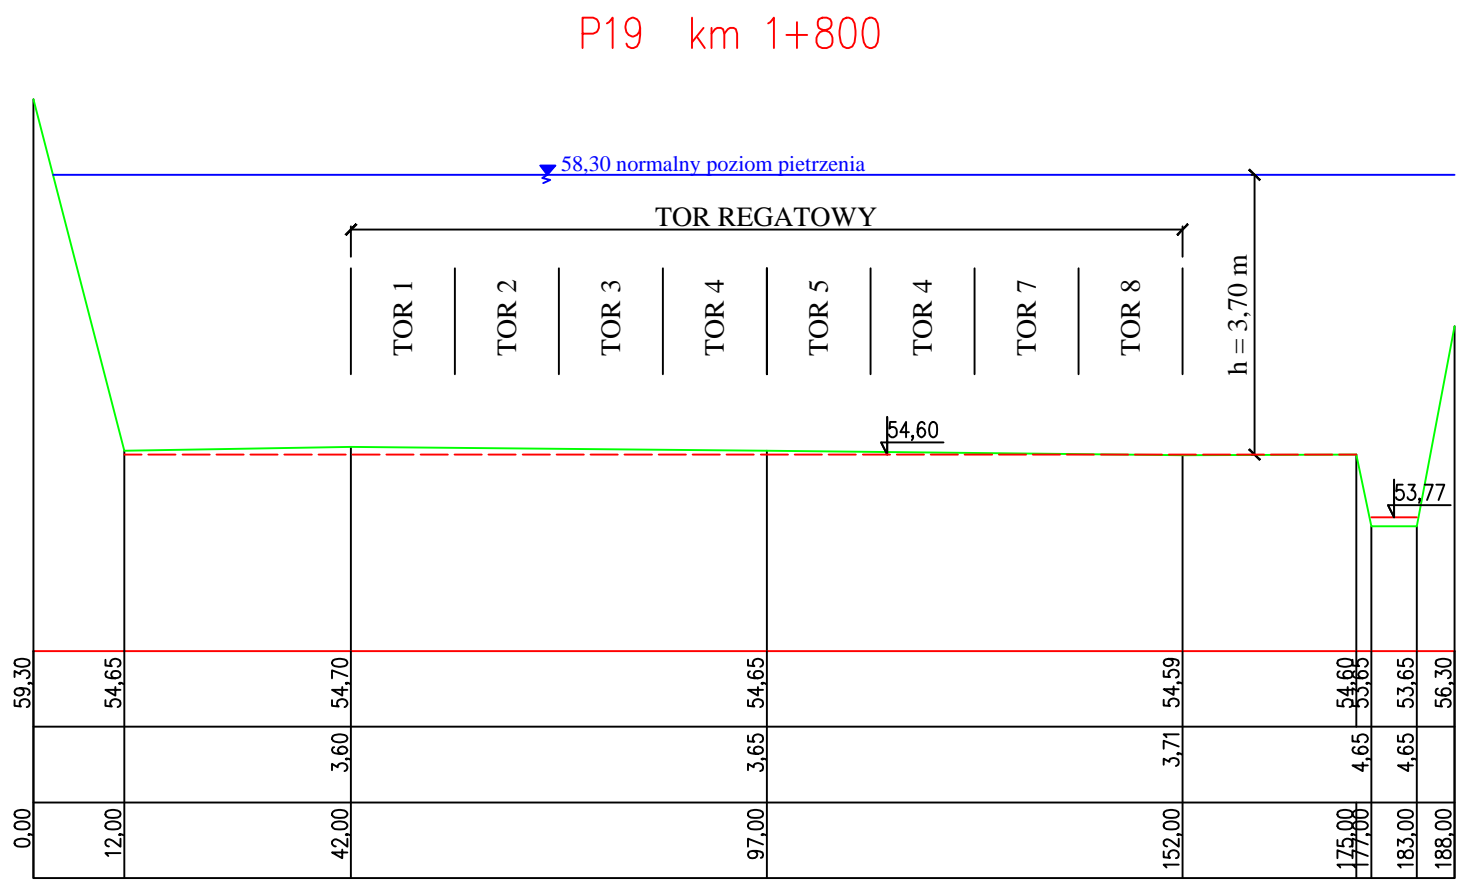 P19 km 1+800
58,30 normalny poziom pietrzenia
TOR REGATOWY
TOR 1
TOR 2
TOR 3
TOR 4
TOR 5
TOR 4
TOR 7
TOR 8
h = 3,70 m
54,60
53,77
59,30 54,65 54,70 54,65 54,59 54,60 53,65 53,65 56,30
3,60 3,65 3,71 4,65 4,65
0,00 12,00 42,00 97,00 152,00 175,00 177,00 183,00 188,00